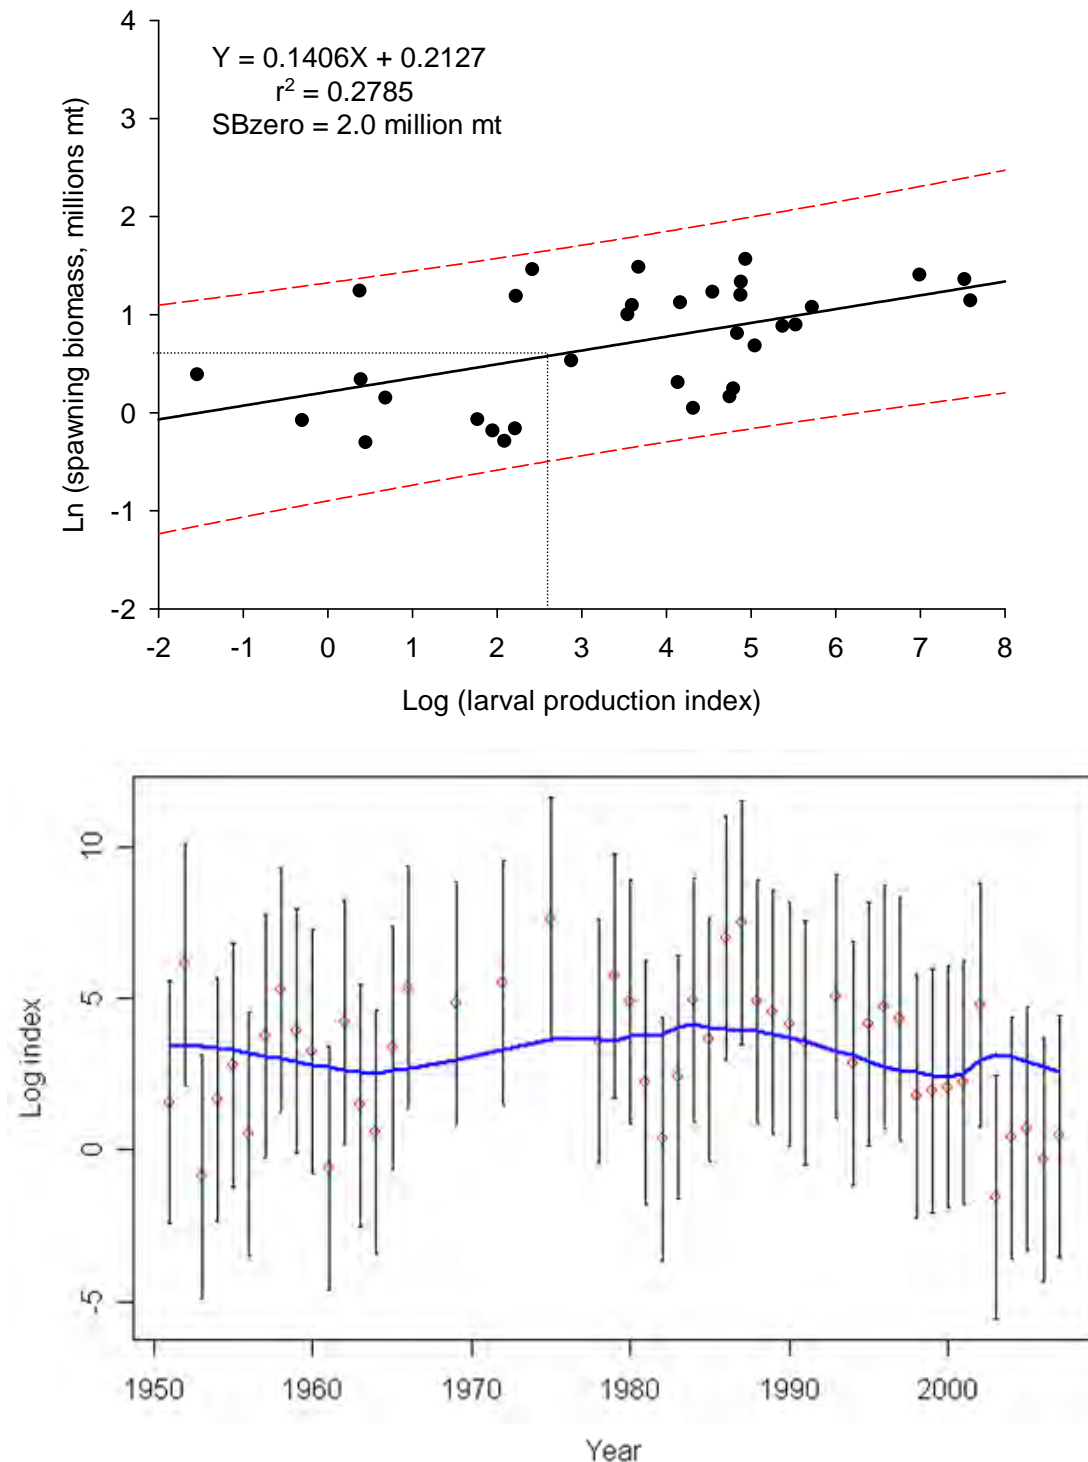 4
Y = 0.1406X + 0.2127
r² = 0.2785
3
SBzero = 2.0 million mt
2
1
0
-1
-2
Ln (spawning biomass, millions mt)
-2 -1 0 1 2 3 4 5 6 7 8
Log (larval production index)
10
5
0
-5
Log index
1950 1960 1970 1980 1990 2000
Year